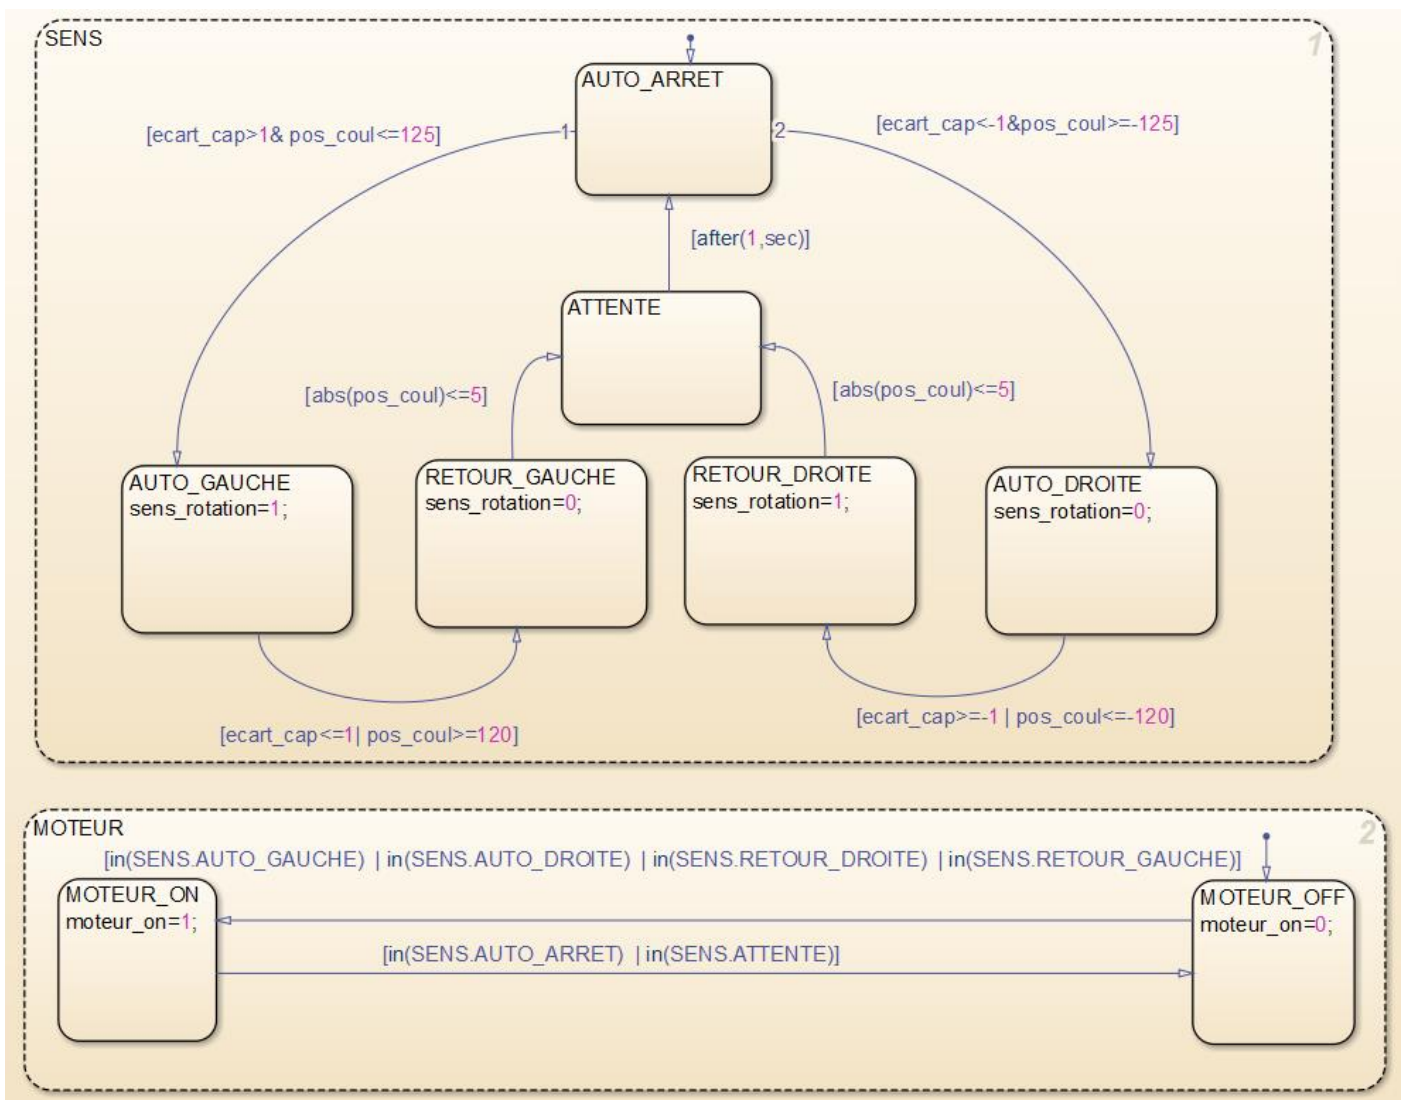 SENS
1
AUTO_ARRET
[ecart_cap>1& pos_coul<=125]
1
2
[ecart_cap<-1&pos_coul>=-125]
[after(1,sec)]
ATTENTE
[abs(pos_coul)<=5]
[abs(pos_coul)<=5]
AUTO_GAUCHE
sens_rotation=1;
RETOUR_GAUCHE
sens_rotation=0;
RETOUR_DROITE
sens_rotation=1;
AUTO_DROITE
sens_rotation=0;
[ecart_cap<=1| pos_coul>=120]
[ecart_cap>=-1 | pos_coul<=-120]
MOTEUR
2
[in(SENS.AUTO_GAUCHE) | in(SENS.AUTO_DROITE) | in(SENS.RETOUR_DROITE) | in(SENS.RETOUR_GAUCHE)]
MOTEUR_ON
moteur_on=1;
MOTEUR_OFF
moteur_on=0;
[in(SENS.AUTO_ARRET) | in(SENS.ATTENTE)]